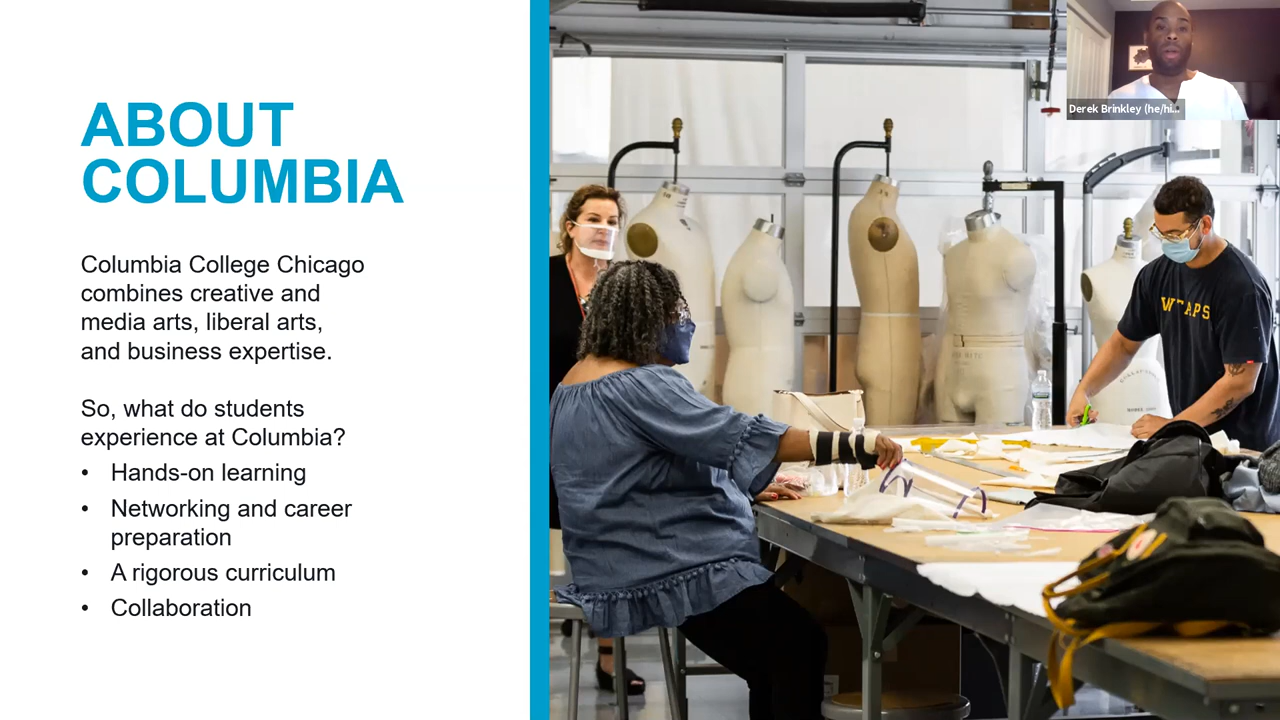 ABOUT
COLUMBIA
Columbia College Chicago
combines creative and
media arts, liberal arts,
and business expertise.
So, what do students
experience at Columbia?
• Hands-on learning
• Networking and career
preparation
• A rigorous curriculum
• Collaboration
Derek Brinkley (he/hi...